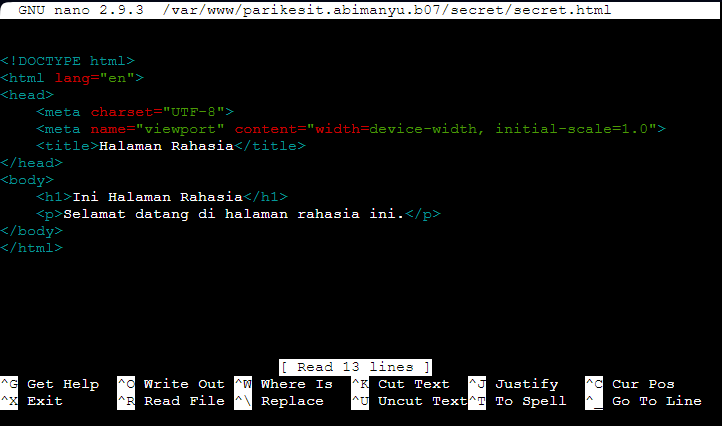 GNU nano 2.9.3  /var/www/parikesit.abimanyu.b07/secret/secret.html
<!DOCTYPE html>
<html lang="en">
<head>
    <meta charset="UTF-8">
    <meta name="viewport" content="width=device-width, initial-scale=1.0">
    <title>Halaman Rahasia</title>
</head>
<body>
    <h1>Ini Halaman Rahasia</h1>
    <p>Selamat datang di halaman rahasia ini.</p>
</body>
</html>
[ Read 13 lines ]
^G Get Help  ^O Write Out ^W Where Is  ^K Cut Text  ^J Justify   ^C Cur Pos
^X Exit      ^R Read File ^\ Replace   ^U Uncut Text^T To Spell  ^_ Go To Line